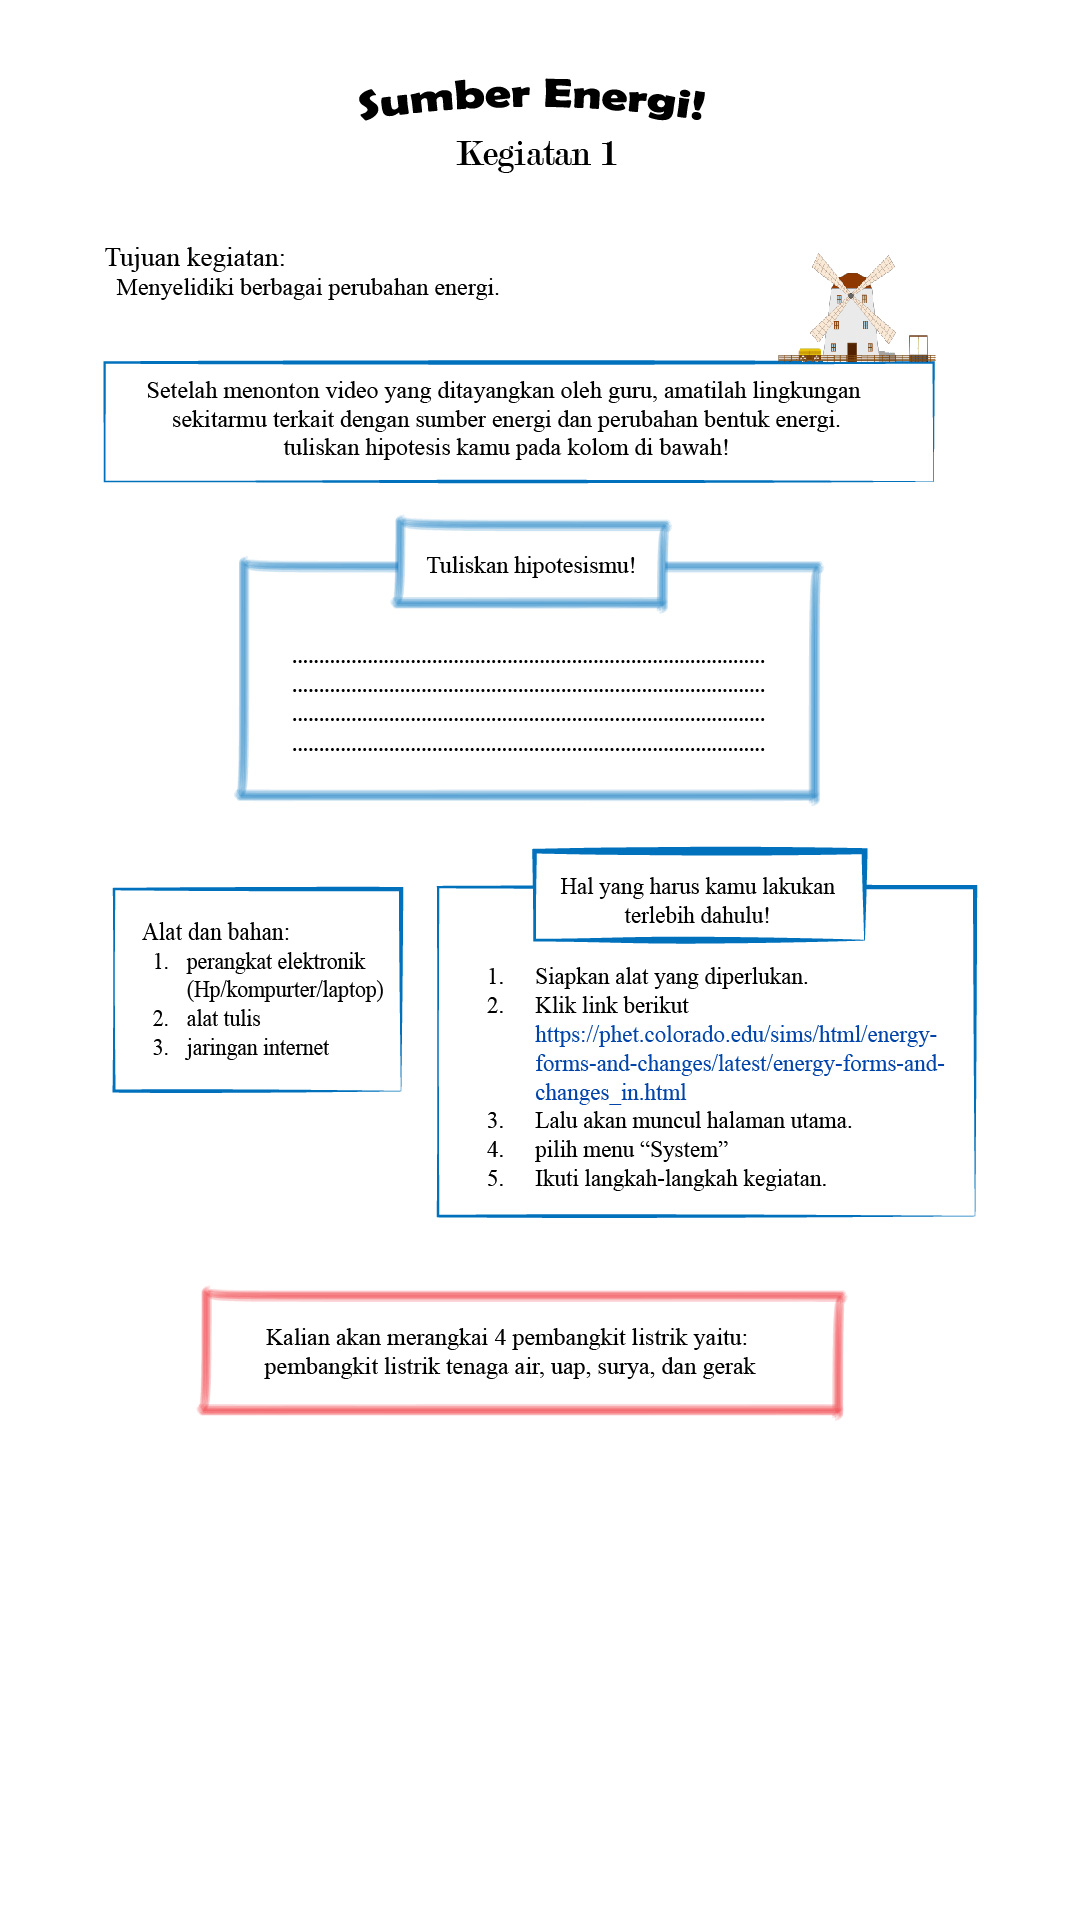 Sumber Energi!
Kegiatan 1
Tujuan kegiatan:
Menyelidiki berbagai perubahan energi.
Setelah menonton video yang ditayangkan oleh guru, amatilah lingkungan
sekitarmu terkait dengan sumber energi dan perubahan bentuk energi.
tuliskan hipotesis kamu pada kolom di bawah!
Tuliskan hipotesismu!
........................................................................................
........................................................................................
........................................................................................
........................................................................................
Alat dan bahan:
1. perangkat elektronik
(Hp/kompurter/laptop)
2. alat tulis
3. jaringan internet
Hal yang harus kamu lakukan
terlebih dahulu!
1. Siapkan alat yang diperlukan.
2. Klik link berikut
https://phet.colorado.edu/sims/html/energy-
forms-and-changes/latest/energy-forms-and-
changes_in.html
3. Lalu akan muncul halaman utama.
4. pilih menu “System”
5. Ikuti langkah-langkah kegiatan.
Kalian akan merangkai 4 pembangkit listrik yaitu:
pembangkit listrik tenaga air, uap, surya, dan gerak